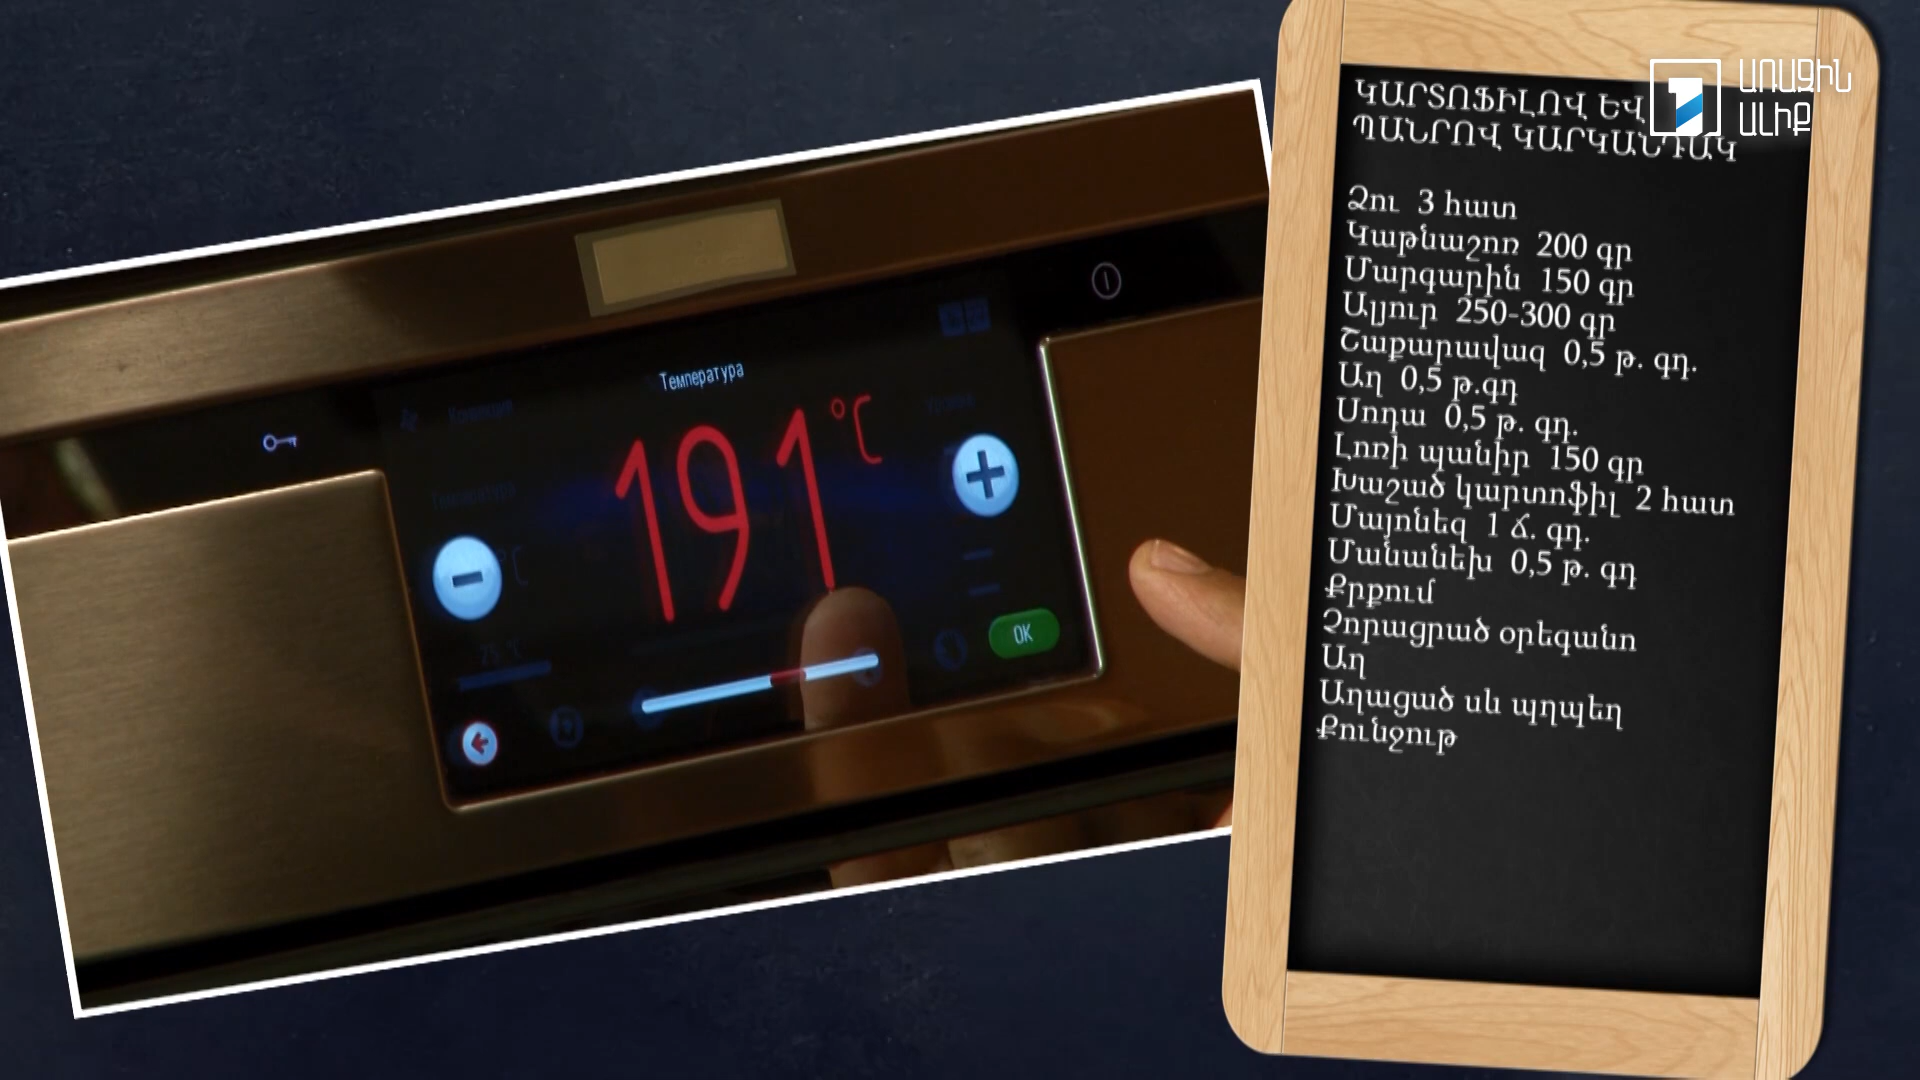 Температура
191 °C
OK
ԿԱՐՏՈՖԻԼՈՎ ԵՎ
ՊԱՆՐՈՎ ԿԱՐԿԱՆԴԱԿ
Ձու 3 հատ
Կաթնաշոռ 200 գր
Մարգարին 150 գր
Ալյուր 250-300 գր
Շաքարավազ 0,5 թ. գդ.
Աղ 0,5 թ.գդ
Սոդա 0,5 թ. գդ.
Լոռի պանիր 150 գր
Խաշած կարտոֆիլ 2 հատ
Մայոնեզ 1 ճ. գդ.
Մանանեխ 0,5 թ. գդ
Քրքում
Չորացրած օրեգանո
Աղ
Աղացած սև պղպեղ
Քունջութ
1 ԱՌԱՋԻՆ
ԱԼԻՔ